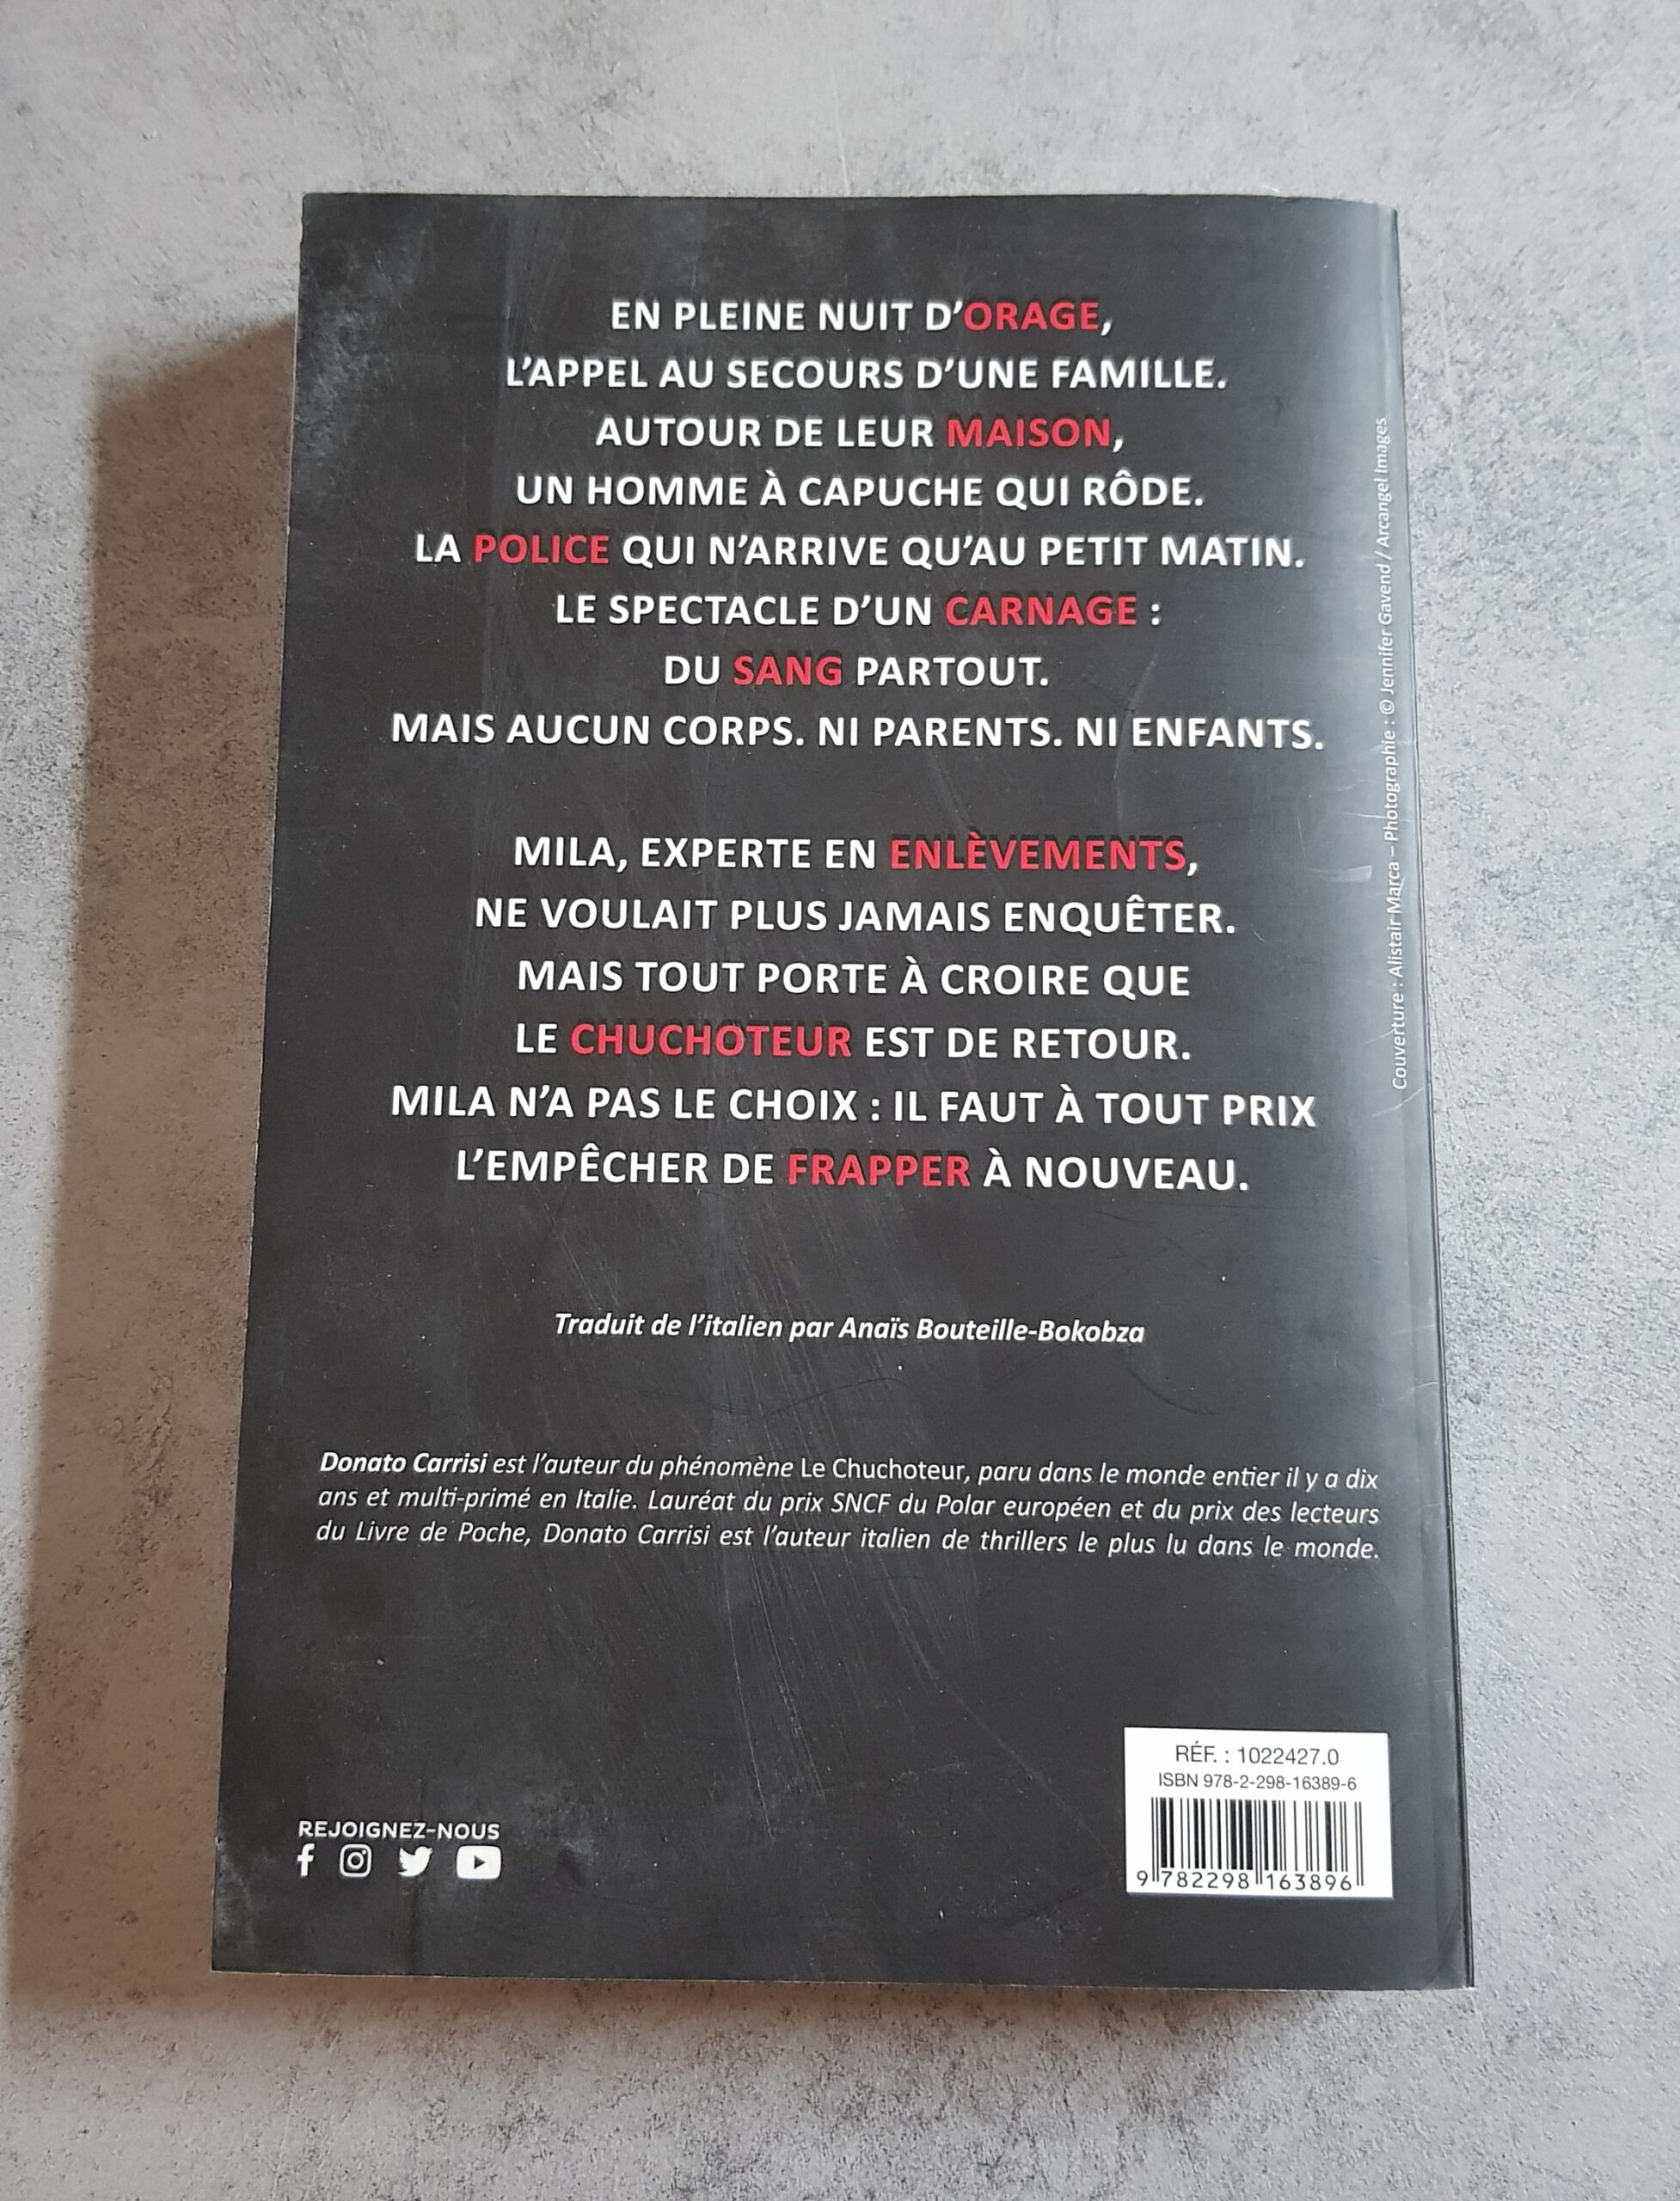 EN PLEINE NUIT D'ORAGE,
L'APPEL AU SECOURS D'UNE FAMILLE.
AUTOUR DE LEUR MAISON,
UN HOMME À CAPUCHE QUI RÔDE.
LA POLICE QUI N'ARRIVE QU'AU PETIT MATIN.
LE SPECTACLE D'UN CARNAGE :
DU SANG PARTOUT.
MAIS AUCUN CORPS. NI PARENTS. NI ENFANTS.
MILA, EXPERTE EN ENLÈVEMENTS,
NE VOULAIT PLUS JAMAIS ENQUÊTER.
MAIS TOUT PORTE À CROIRE QUE
LE CHUCHOTEUR EST DE RETOUR.
MILA N'A PAS LE CHOIX : IL FAUT À TOUT PRIX
L'EMPÊCHER DE FRAPPER À NOUVEAU.
Traduit de l'italien par Anaïs Bouteille-Bokobza
Donato Carrisi est l'auteur du phénomène Le Chuchoteur, paru dans le monde entier il y a dix
ans et multi-primé en Italie. Lauréat du prix SNCF du Polar européen et du prix des lecteurs
du Livre de Poche, Donato Carrisi est l'auteur italien de thrillers le plus lu dans le monde.
Couverture : Alistair Marca – Photographie : © Jennifer Gavend / Arcangel Images
REJOIGNEZ-NOUS
RÉF. : 1022427.0
ISBN 978-2-298-16389-6
9 782298 163896